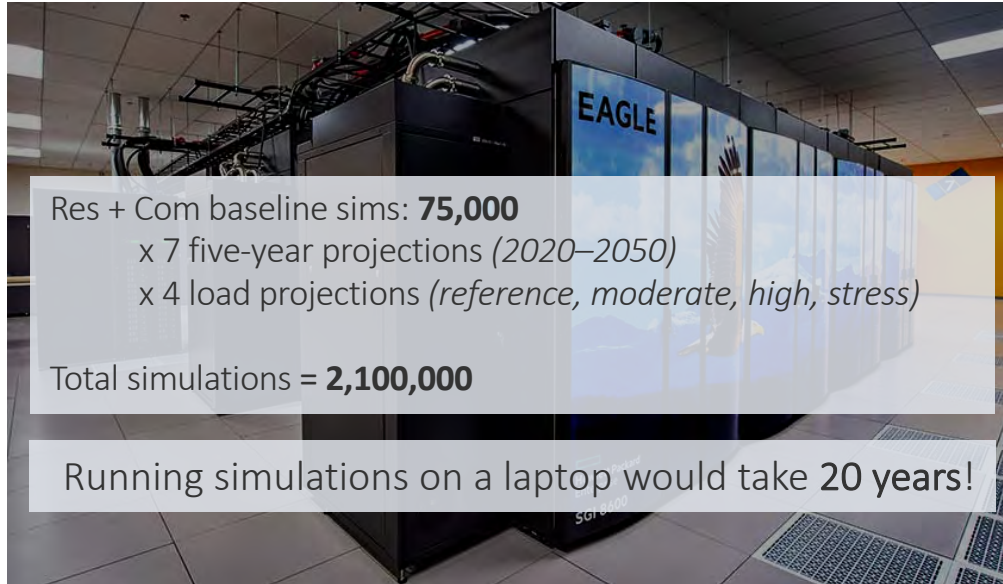 EAGLE
Res + Com baseline sims: 75,000
x 7 five-year projections (2020–2050)
x 4 load projections (reference, moderate, high, stress)
Total simulations = 2,100,000
Running simulations on a laptop would take 20 years!
SGI 8600